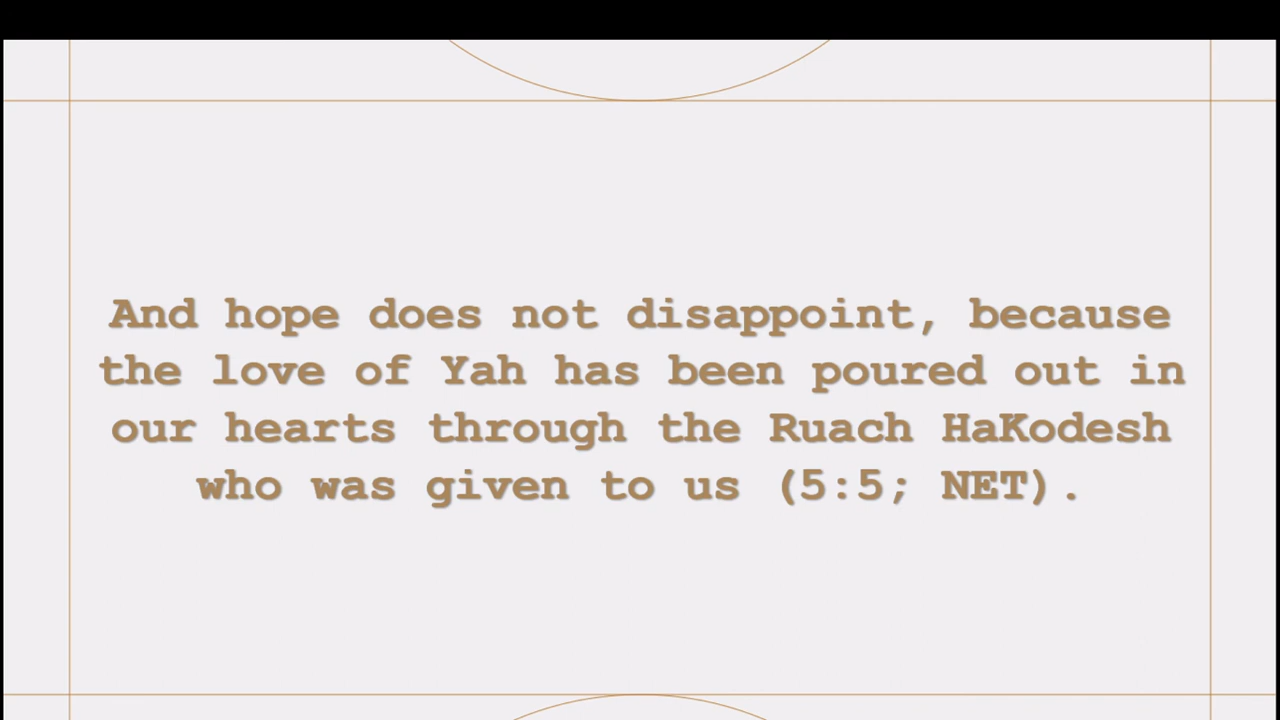 And hope does not disappoint, because
the love of Yah has been poured out in
our hearts through the Ruach HaKodesh
who was given to us (5:5; NET).